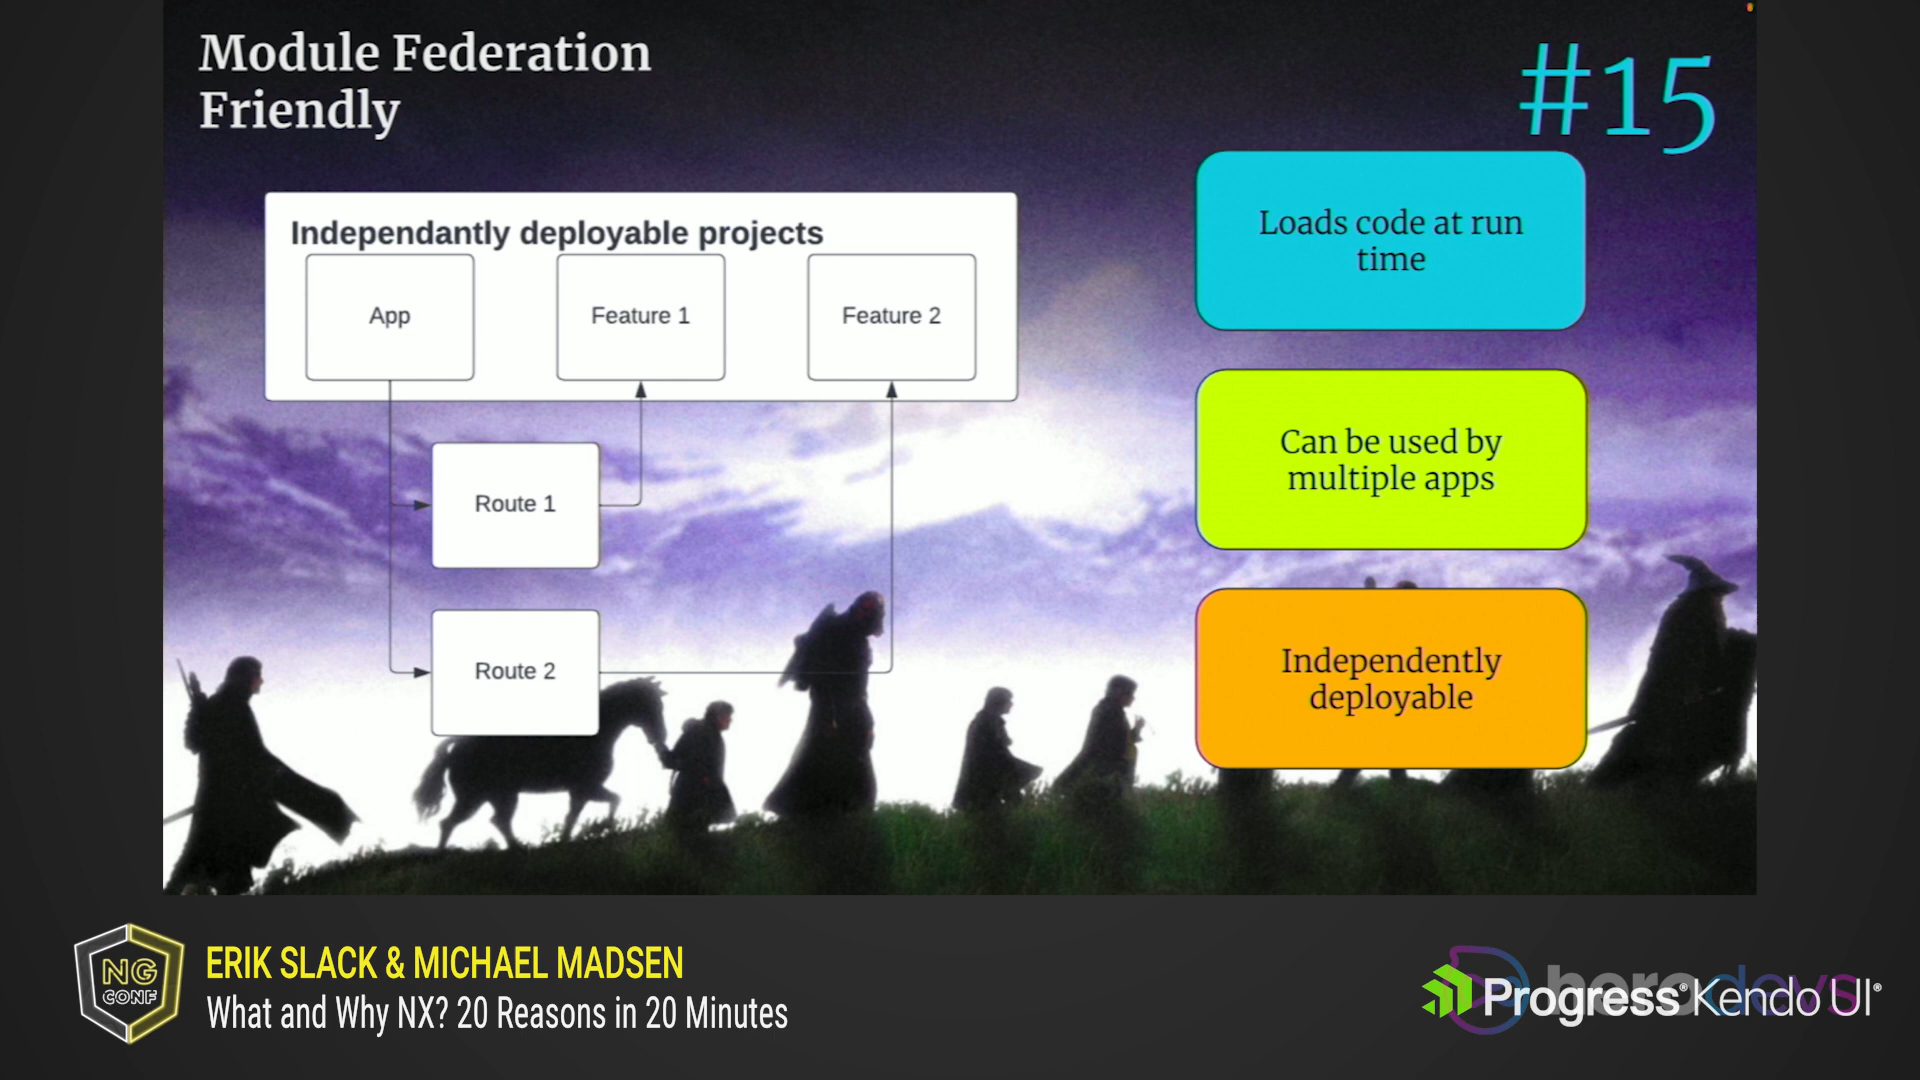 Module Federation
Friendly
#15
Independantly deployable projects
App
Feature 1
Feature 2
Route 1
Route 2
Loads code at run
time
Can be used by
multiple apps
Independently
deployable
NG
CONF
ERIK SLACK & MICHAEL MADSEN
What and Why NX? 20 Reasons in 20 Minutes
Progress® Kendo UI®
herodevs